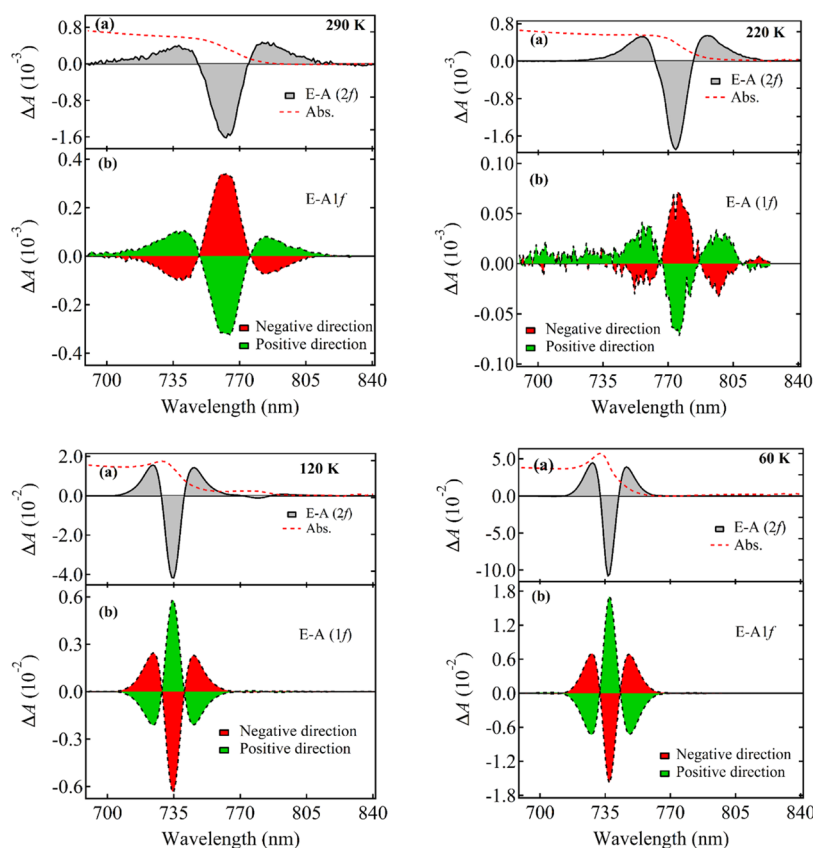 (a)
290 K
0.8
0.0
-0.8
-1.6
ΔA (10⁻³)
E-A (2f)
Abs.
(b)
E-A1f
0.4
0.2
0.0
-0.2
-0.4
ΔA (10⁻³)
Negative direction
Positive direction
700 735 770 805 840
Wavelength (nm)
(a)
220 K
0.8
0.0
-0.8
-1.6
ΔA (10⁻³)
E-A (2f)
Abs.
(b)
E-A (1f)
0.10
0.05
0.00
-0.05
-0.10
ΔA (10⁻³)
Negative direction
Positive direction
700 735 770 805 840
Wavelength (nm)
(a)
120 K
2.0
0.0
-2.0
-4.0
ΔA (10⁻²)
E-A (2f)
Abs.
(b)
E-A (1f)
0.6
0.3
0.0
-0.3
-0.6
ΔA (10⁻²)
Negative direction
Positive direction
700 735 770 805 840
Wavelength (nm)
(a)
60 K
5.0
0.0
-5.0
-10.0
ΔA (10⁻²)
E-A (2f)
Abs.
(b)
E-A1f
1.8
1.2
0.6
0.0
-0.6
-1.2
-1.8
ΔA (10⁻²)
Negative direction
Positive direction
700 735 770 805 840
Wavelength (nm)